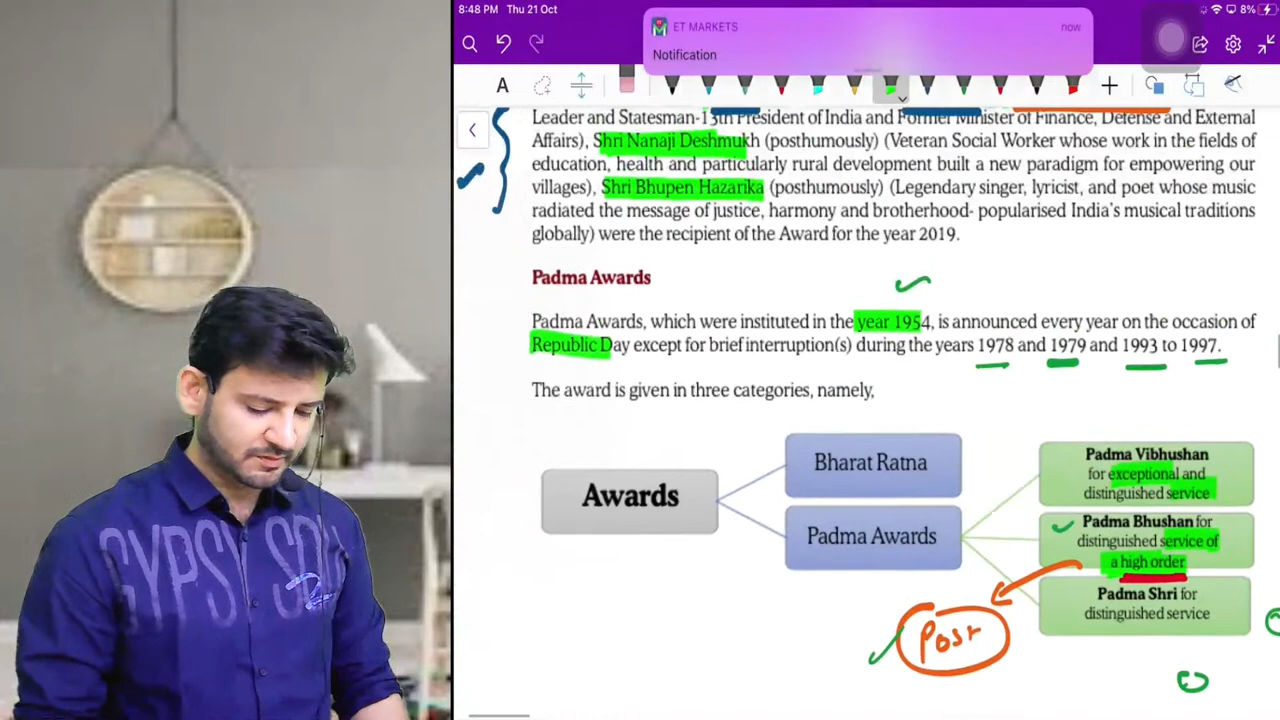 8:48 PM Thu 21 Oct
8%
ET MARKETS
now
Notification
A
Leader and Statesman-13th President of India and Former Minister of Finance, Defense and External
Affairs), Shri Nanaji Deshmukh (posthumously) (Veteran Social Worker whose work in the fields of
education, health and particularly rural development built a new paradigm for empowering our
villages), Shri Bhupen Hazarika (posthumously) (Legendary singer, lyricist, and poet whose music
radiated the message of justice, harmony and brotherhood- popularised India's musical traditions
globally) were the recipient of the Award for the year 2019.
Padma Awards
Padma Awards, which were instituted in the year 1954, is announced every year on the occasion of
Republic Day except for brief interruption(s) during the years 1978 and 1979 and 1993 to 1997.
The award is given in three categories, namely,
Awards
Bharat Ratna
Padma Awards
Padma Vibhushan
for exceptional and
distinguished service
Padma Bhushan for
distinguished service of
a high order
Padma Shri for
distinguished service
Post
GYPSY